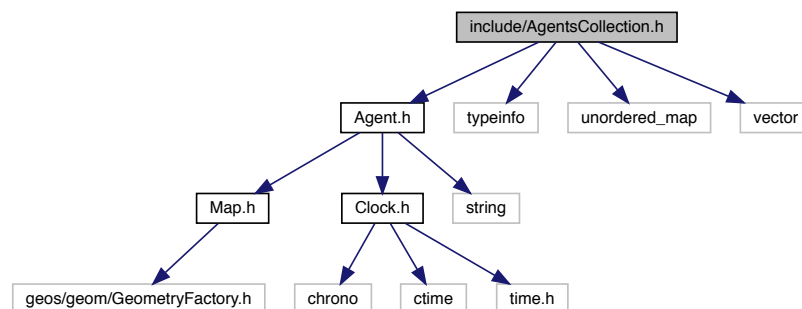 include/AgentsCollection.h
Agent.h
typeinfo
unordered_map
vector
Map.h
Clock.h
string
geos/geom/GeometryFactory.h
chrono
ctime
time.h